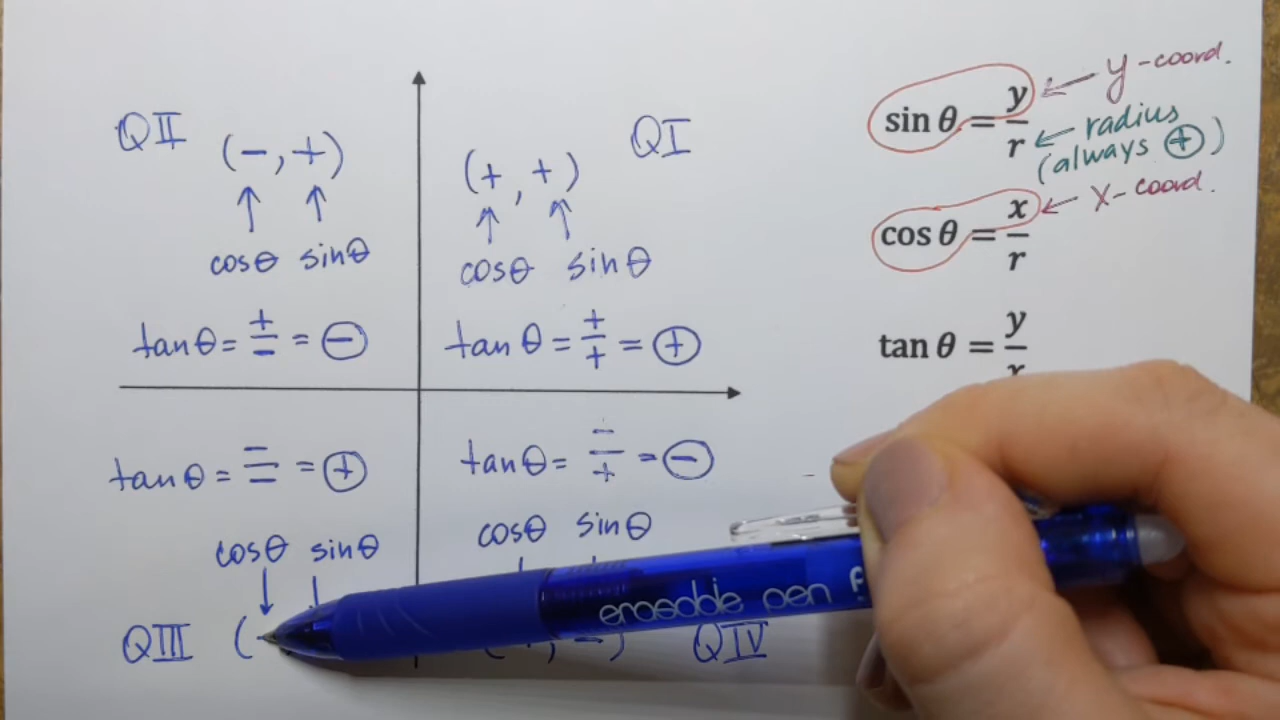 QII
(-, +)
cosθ sinθ
tanθ = +/- = ⊖
QI
(+, +)
cosθ sinθ
tanθ = +/+ = ⊕
tanθ = -/- = ⊕
cosθ sinθ
QIII (-
tanθ = -/+ = ⊖
cosθ sinθ
, -) QIV
sin θ = y/r
← y-coord.
← radius
(always ⊕)
cos θ = x/r
← x-coord.
tan θ = y/x
erasable pen